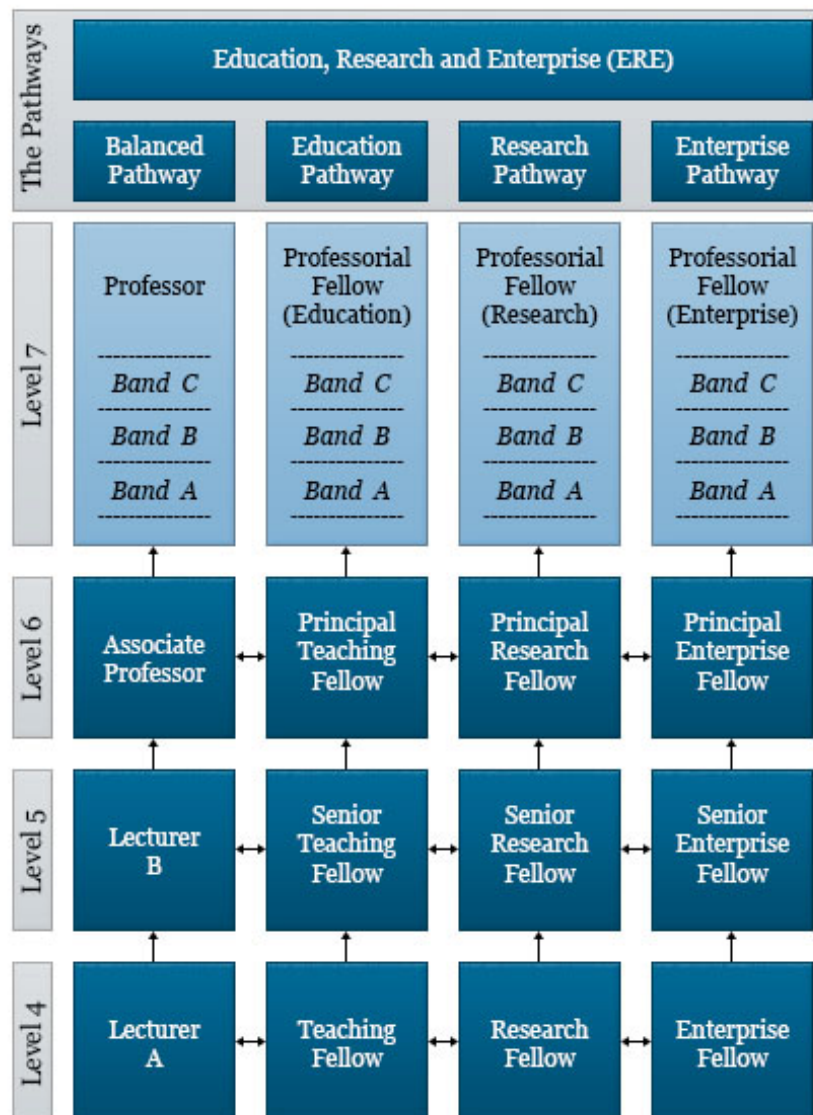 The Pathways
Education, Research and Enterprise (ERE)
Balanced
Pathway
Education
Pathway
Research
Pathway
Enterprise
Pathway
Level 7
Professor
Band C
Band B
Band A
Professorial
Fellow
(Education)
Band C
Band B
Band A
Professorial
Fellow
(Research)
Band C
Band B
Band A
Professorial
Fellow
(Enterprise)
Band C
Band B
Band A
Level 6
Associate
Professor
Principal
Teaching
Fellow
Principal
Research
Fellow
Principal
Enterprise
Fellow
Level 5
Lecturer
B
Senior
Teaching
Fellow
Senior
Research
Fellow
Senior
Enterprise
Fellow
Level 4
Lecturer
A
Teaching
Fellow
Research
Fellow
Enterprise
Fellow